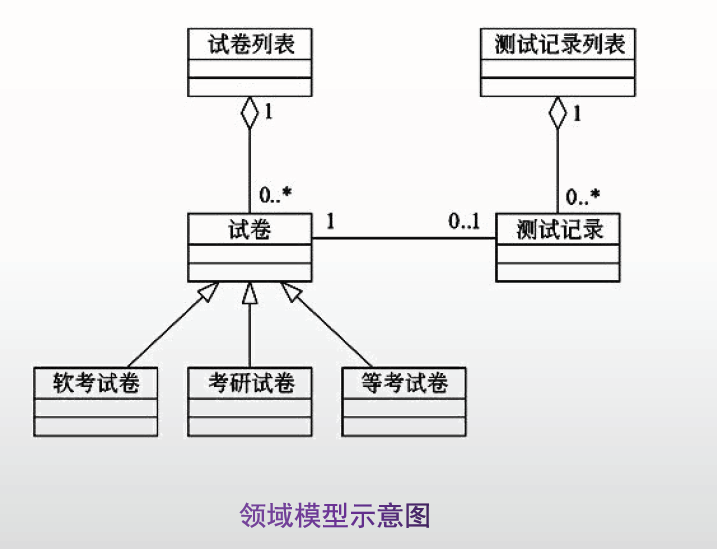 试卷列表
测试记录列表
1
1
0..*
0..*
试卷
1
0..1
测试记录
软考试卷
考研试卷
等考试卷
领域模型示意图